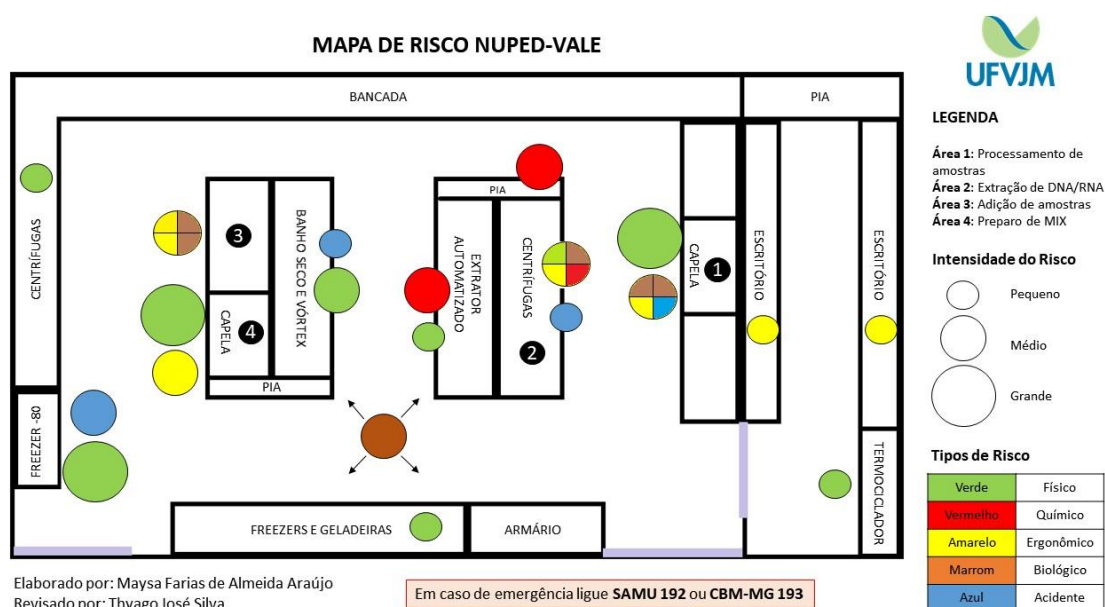 MAPA DE RISCO NUPED-VALE
UFVJM
BANCADA
PIA
CENTRÍFUGAS
3
BANHO SECO E VÓRTEX
CAPELA
4
PIA
PIA
EXTRATOR
AUTOMATIZADO
CENTRÍFUGAS
2
CAPELA
1
ESCRITÓRIO
ESCRITÓRIO
FREEZER -80
TERMOCICLADOR
FREEZERS E GELADEIRAS
ARMÁRIO
LEGENDA
Área 1: Processamento de
amostras
Área 2: Extração de DNA/RNA
Área 3: Adição de amostras
Área 4: Preparo de MIX
Intensidade do Risco
Pequeno
Médio
Grande
Tipos de Risco
Verde Físico
Vermelho Químico
Amarelo Ergonômico
Marrom Biológico
Azul Acidente
Elaborado por: Maysa Farias de Almeida Araújo
Revisado por: Thyago José Silva
Em caso de emergência ligue SAMU 192 ou CBM-MG 193